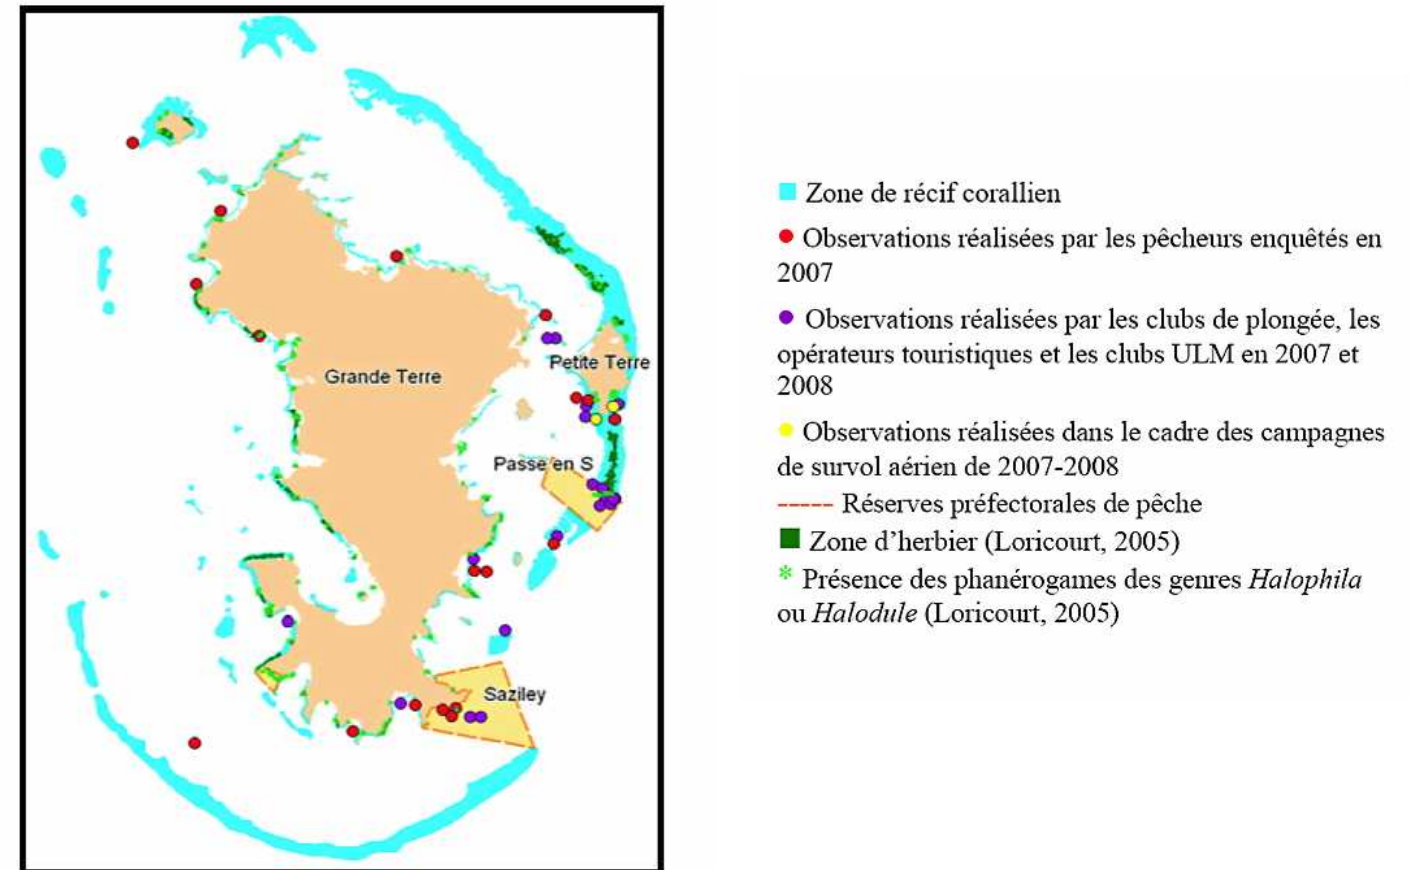 Grande Terre
Petite Terre
Passe en S
Saziley
Zone de récif corallien
Observations réalisées par les pêcheurs enquêtés en
2007
Observations réalisées par les clubs de plongée, les
opérateurs touristiques et les clubs ULM en 2007 et
2008
Observations réalisées dans le cadre des campagnes
de survol aérien de 2007-2008
Réserves préfectorales de pêche
Zone d’herbier (Loricourt, 2005)
Présence des phanérogames des genres Halophila
ou Halodule (Loricourt, 2005)